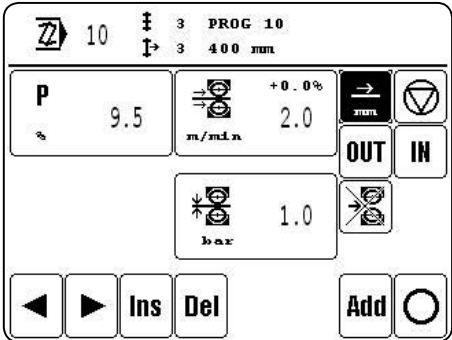 10 3 PROG 10
3 400 mm
P
% 9.5
+0.0%
m/min 2.0
mm
OUT IN
bar 1.0
Ins Del Add